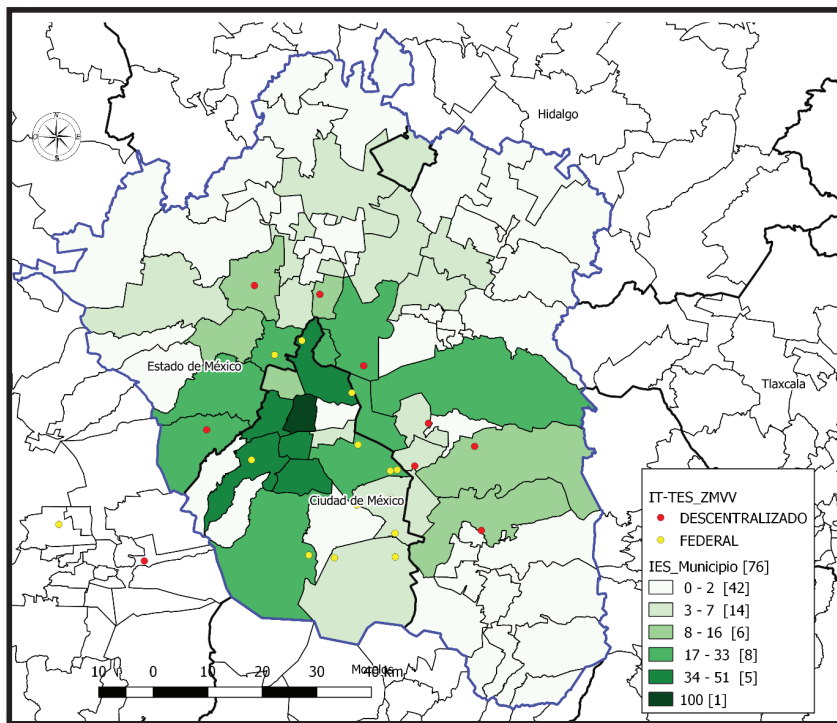 N
O
E
S
Hidalgo
Estado de México
Tlaxcala
Ciudad de México
Morelos
10 0 10 20 30 40 km
IT-TES_ZMVV
DESCENTRALIZADO
FEDERAL
IES_Municipio [76]
0 - 2 [42]
3 - 7 [14]
8 - 16 [6]
17 - 33 [8]
34 - 51 [5]
100 [1]